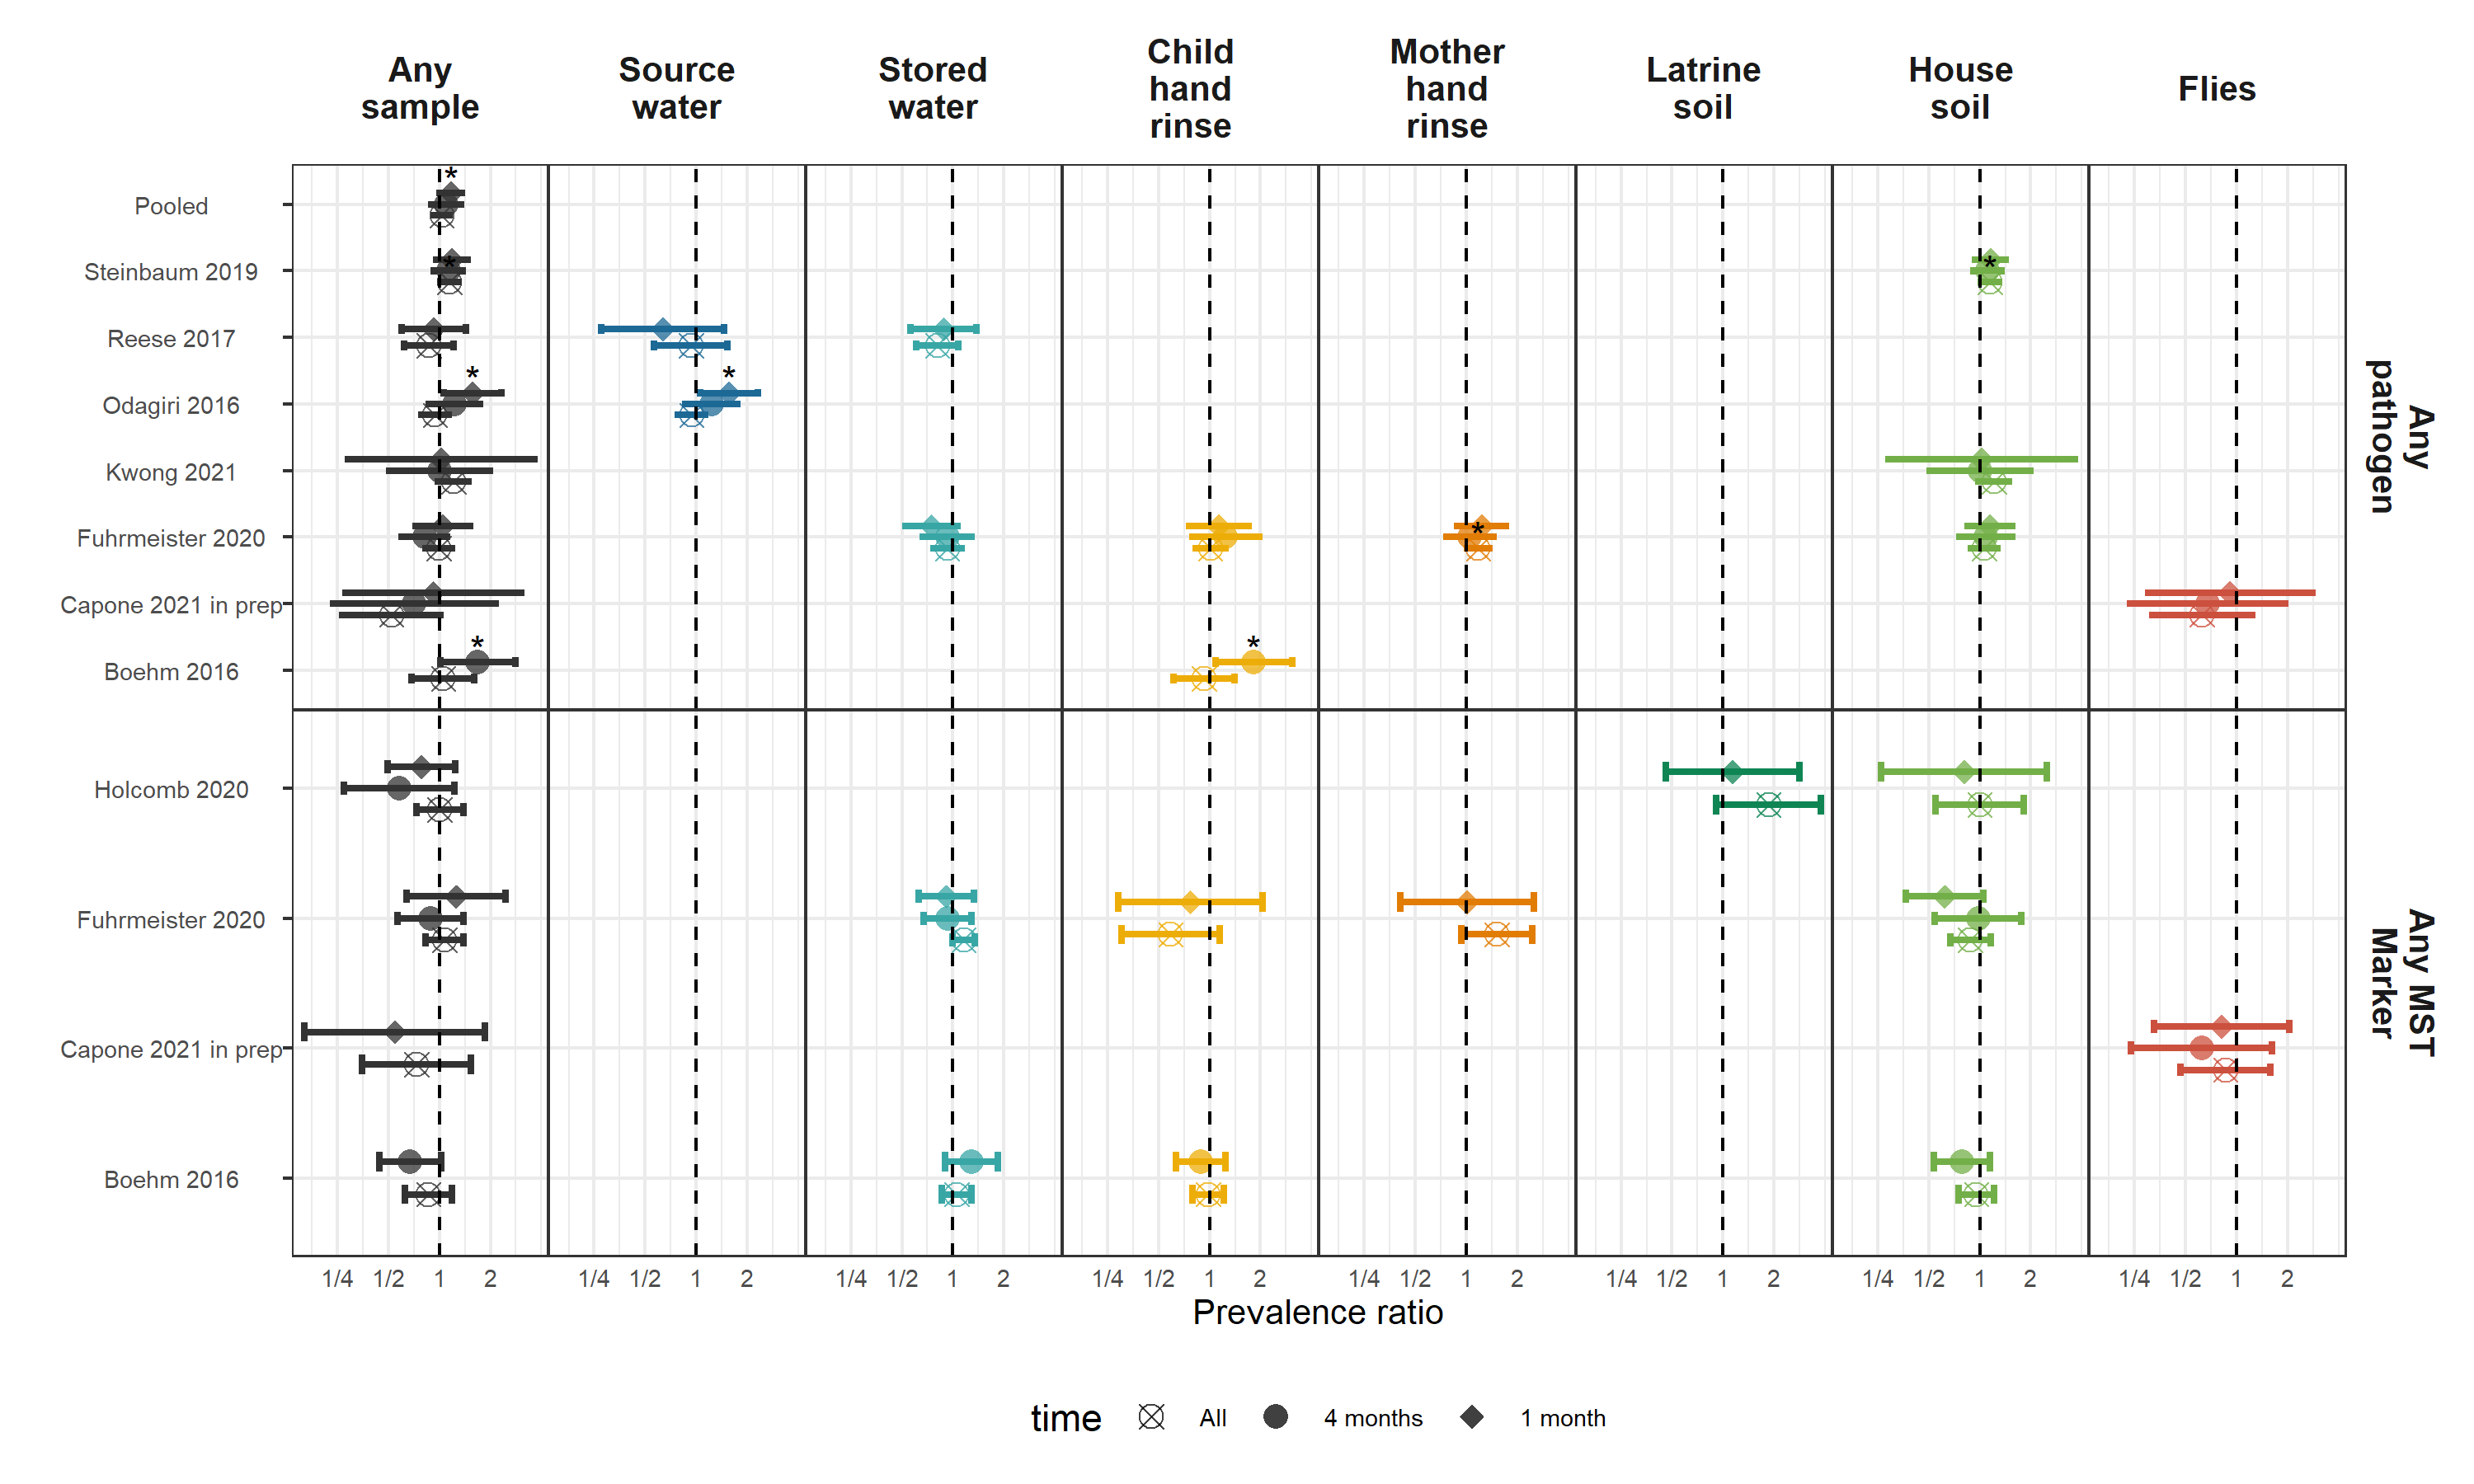 Any
sample
Source
water
Stored
water
Child
hand
rinse
Mother
hand
rinse
Latrine
soil
House
soil
Flies
Pooled
*
Steinbaum 2019
*
*
Reese 2017
Odagiri 2016
*
*
Kwong 2021
Fuhrmeister 2020
*
Capone 2021 in prep
Boehm 2016
*
*
Any
pathogen
Holcomb 2020
Fuhrmeister 2020
Capone 2021 in prep
Boehm 2016
Any MST
Marker
1/4 1/2 1 2 1/4 1/2 1 2 1/4 1/2 1 2 1/4 1/2 1 2 1/4 1/2 1 2 1/4 1/2 1 2 1/4 1/2 1 2 1/4 1/2 1 2
Prevalence ratio
time All 4 months 1 month